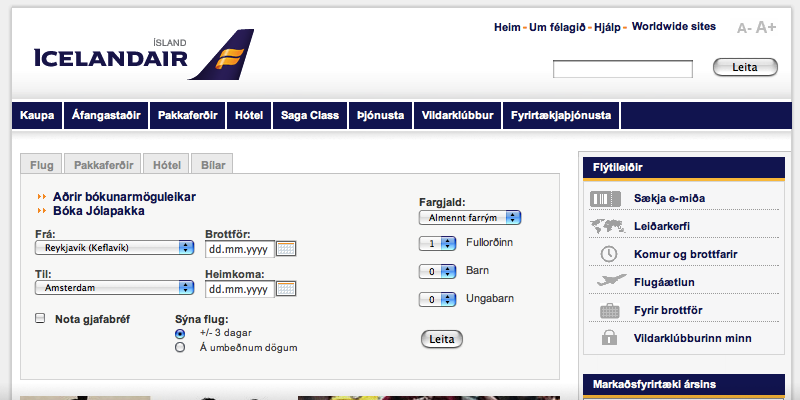 Heim - Um félagið - Hjálp - Worldwide sites A- A+
ÍSLAND
ICELANDAIR
Leita
Kaupa Áfangastaðir Pakkaferðir Hótel Saga Class Þjónusta Vildarklúbbur Fyrirtækjaþjónusta
Flug Pakkaferðir Hótel Bílar
Aðrir bókunarmöguleikar
Bóka Jólapakka
Frá: Brottför:
Reykjavík (Keflavík) dd.mm.yyyy
Til: Heimkoma:
Amsterdam dd.mm.yyyy
Nota gjafabréf
Sýna flug:
+/- 3 dagar
Á umbeðnum dögum
Fargjald:
Almennt farrým
1 Fullorðinn
0 Barn
0 Ungabarn
Leita
Flýtileiðir
Sækja e-miða
Leiðarkerfi
Komur og brottfarir
Flugáætlun
Fyrir brottför
Vildarklúbburinn minn
Markaðsfyrirtæki ársins